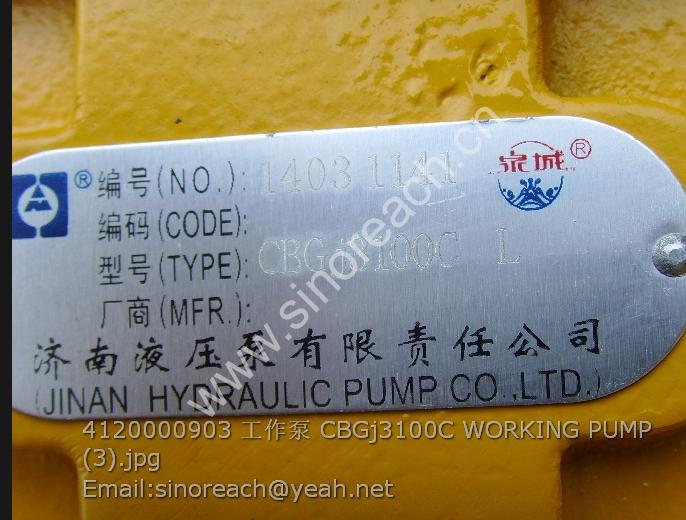 ® 编号(NO.): 1403 1141 泉城®
编码(CODE):
型号(TYPE): CBGj3100C L
厂商(MFR.):
济南液压泵有限责任公司
(JINAN HYDRAULIC PUMP CO.,LTD.)
www.sinoreach.cn
4120000903 工作泵 CBGj3100C WORKING PUMP
(3).jpg
Email:sinoreach@yeah.net